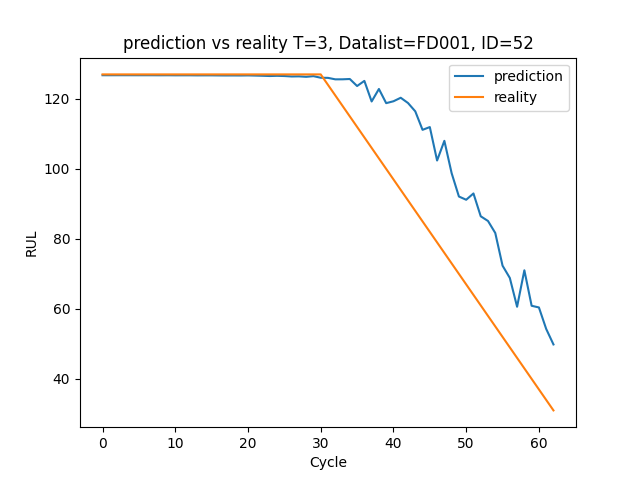 prediction vs reality T=3, Datalist=FD001, ID=52
prediction
reality
120
100
80
60
40
RUL
0 10 20 30 40 50 60
Cycle